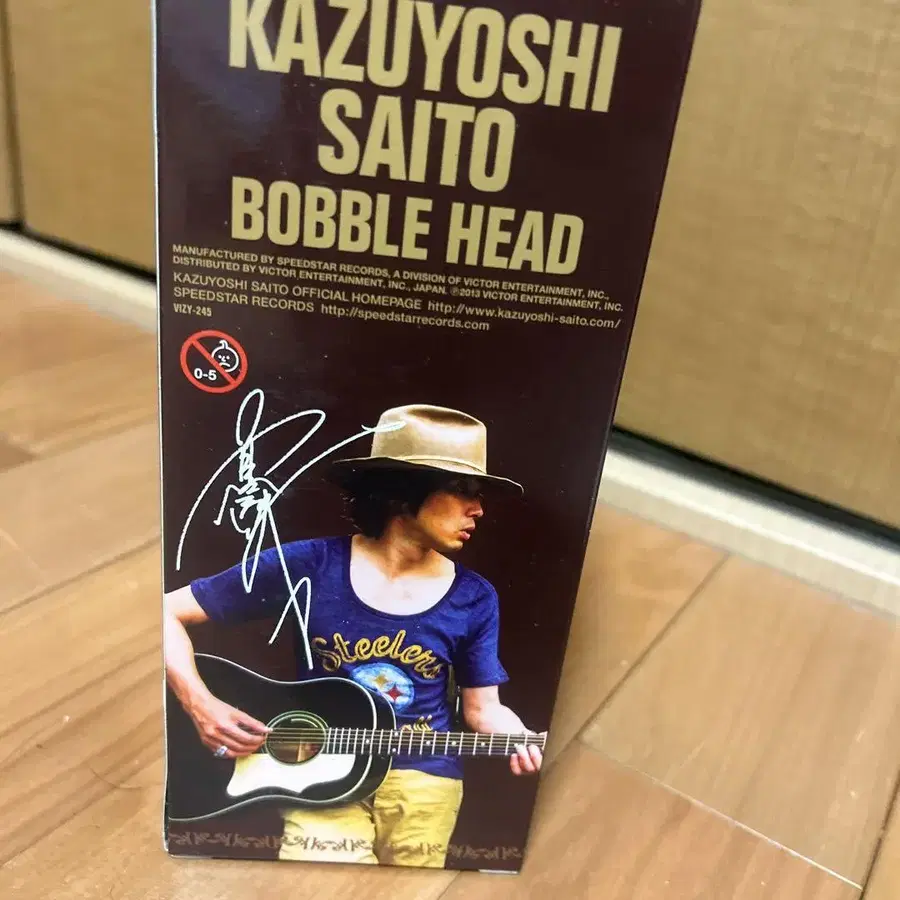 KAZUYOSHI
SAITO
BOBBLE HEAD
MANUFACTURED BY SPEEDSTAR RECORDS, A DIVISION OF VICTOR ENTERTAINMENT, INC.,
DISTRIBUTED BY VICTOR ENTERTAINMENT, INC., JAPAN. ℗2013 VICTOR ENTERTAINMENT, INC.
KAZUYOSHI SAITO OFFICIAL HOMEPAGE http://www.kazuyoshi-saito.com/
SPEEDSTAR RECORDS http://speedstarrecords.com
VIZY-245
0-5
Steelers